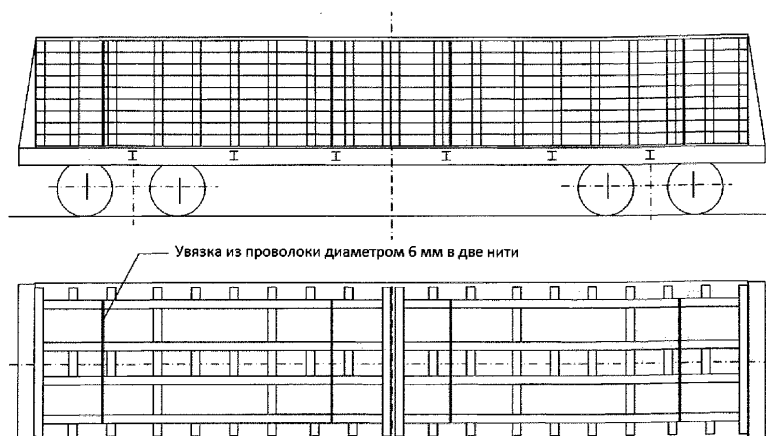 Увязка из проволоки диаметром 6 мм в две нити